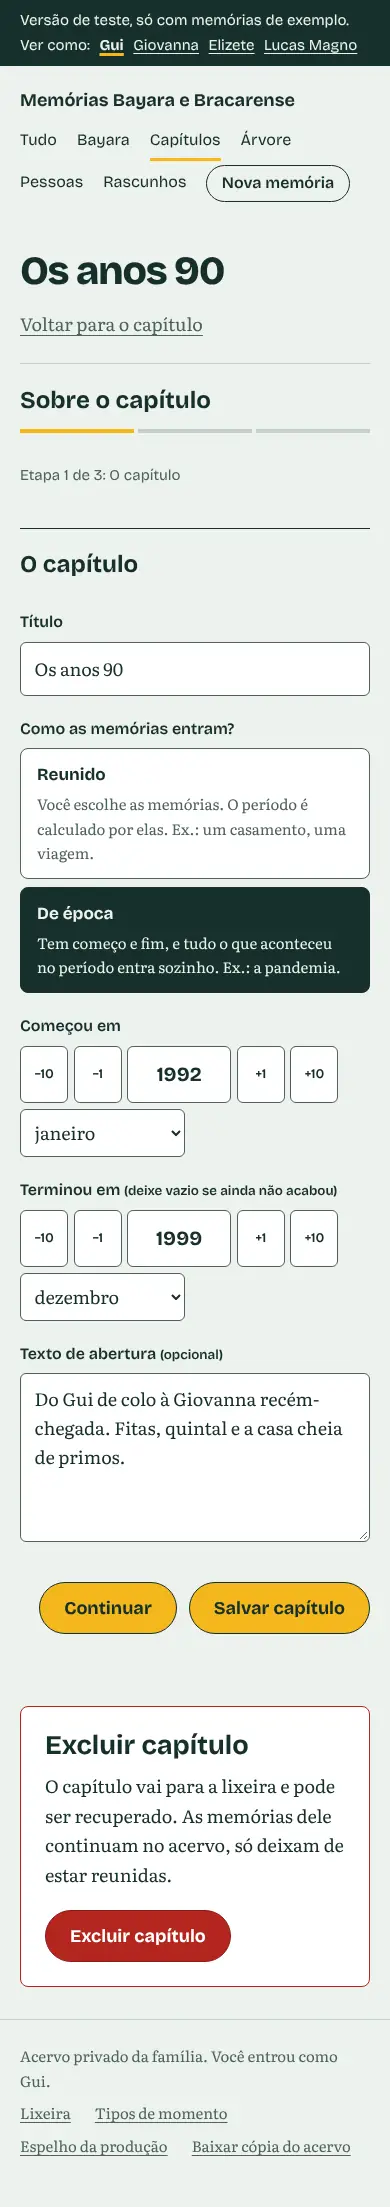 Versão de teste, só com memórias de exemplo.
Ver como: Gui Giovanna Elizete Lucas Magno
Memórias Bayara e Bracarense
Tudo Bayara Capítulos Árvore
Pessoas Rascunhos Nova memória
Os anos 90
Voltar para o capítulo
Sobre o capítulo
Etapa 1 de 3: O capítulo
O capítulo
Título
Os anos 90
Como as memórias entram?
Reunido
Você escolhe as memórias. O período é
calculado por elas. Ex.: um casamento, uma
viagem.
De época
Tem começo e fim, e tudo o que aconteceu
no período entra sozinho. Ex.: a pandemia.
Começou em
−10 −1 1992 +1 +10
janeiro
Terminou em (deixe vazio se ainda não acabou)
−10 −1 1999 +1 +10
dezembro
Texto de abertura (opcional)
Do Gui de colo à Giovanna recém-
chegada. Fitas, quintal e a casa cheia
de primos.
Continuar Salvar capítulo
Excluir capítulo
O capítulo vai para a lixeira e pode
ser recuperado. As memórias dele
continuam no acervo, só deixam de
estar reunidas.
Excluir capítulo
Acervo privado da família. Você entrou como
Gui.
Lixeira Tipos de momento
Espelho da produção Baixar cópia do acervo